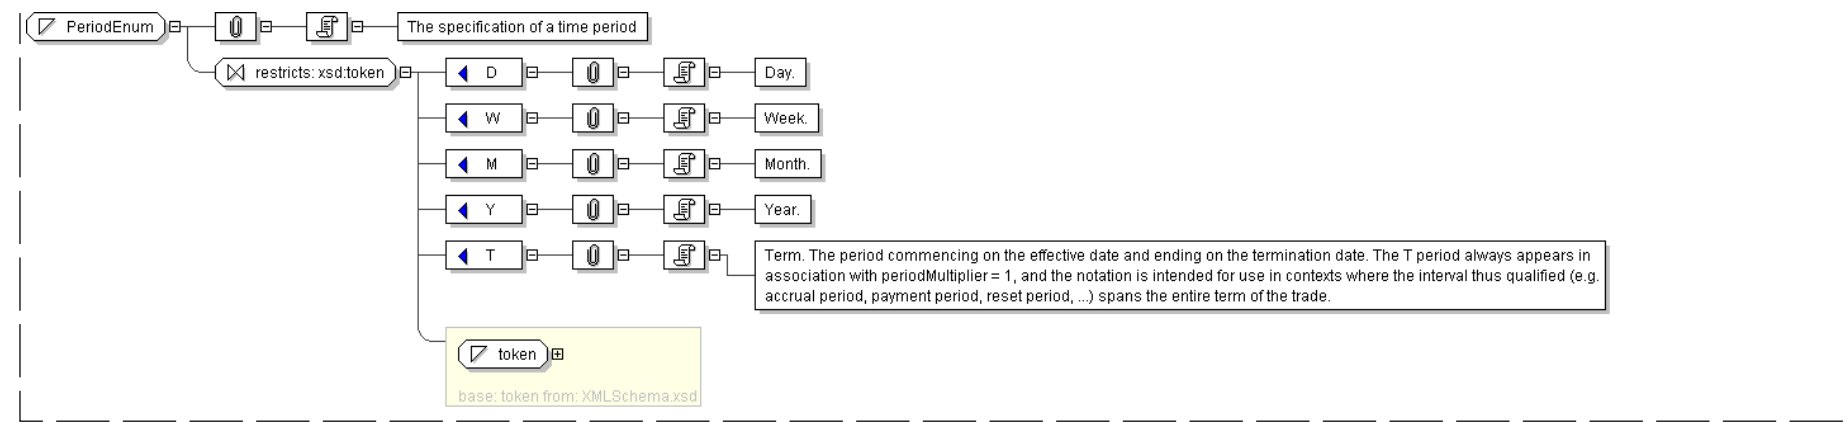 PeriodEnum
The specification of a time period
restricts: xsd:token
D
Day.
W
Week.
M
Month.
Y
Year.
T
Term. The period commencing on the effective date and ending on the termination date. The T period always appears in
association with periodMultiplier = 1, and the notation is intended for use in contexts where the interval thus qualified (e.g.
accrual period, payment period, reset period, ...) spans the entire term of the trade.
token
base: token from: XMLSchema.xsd